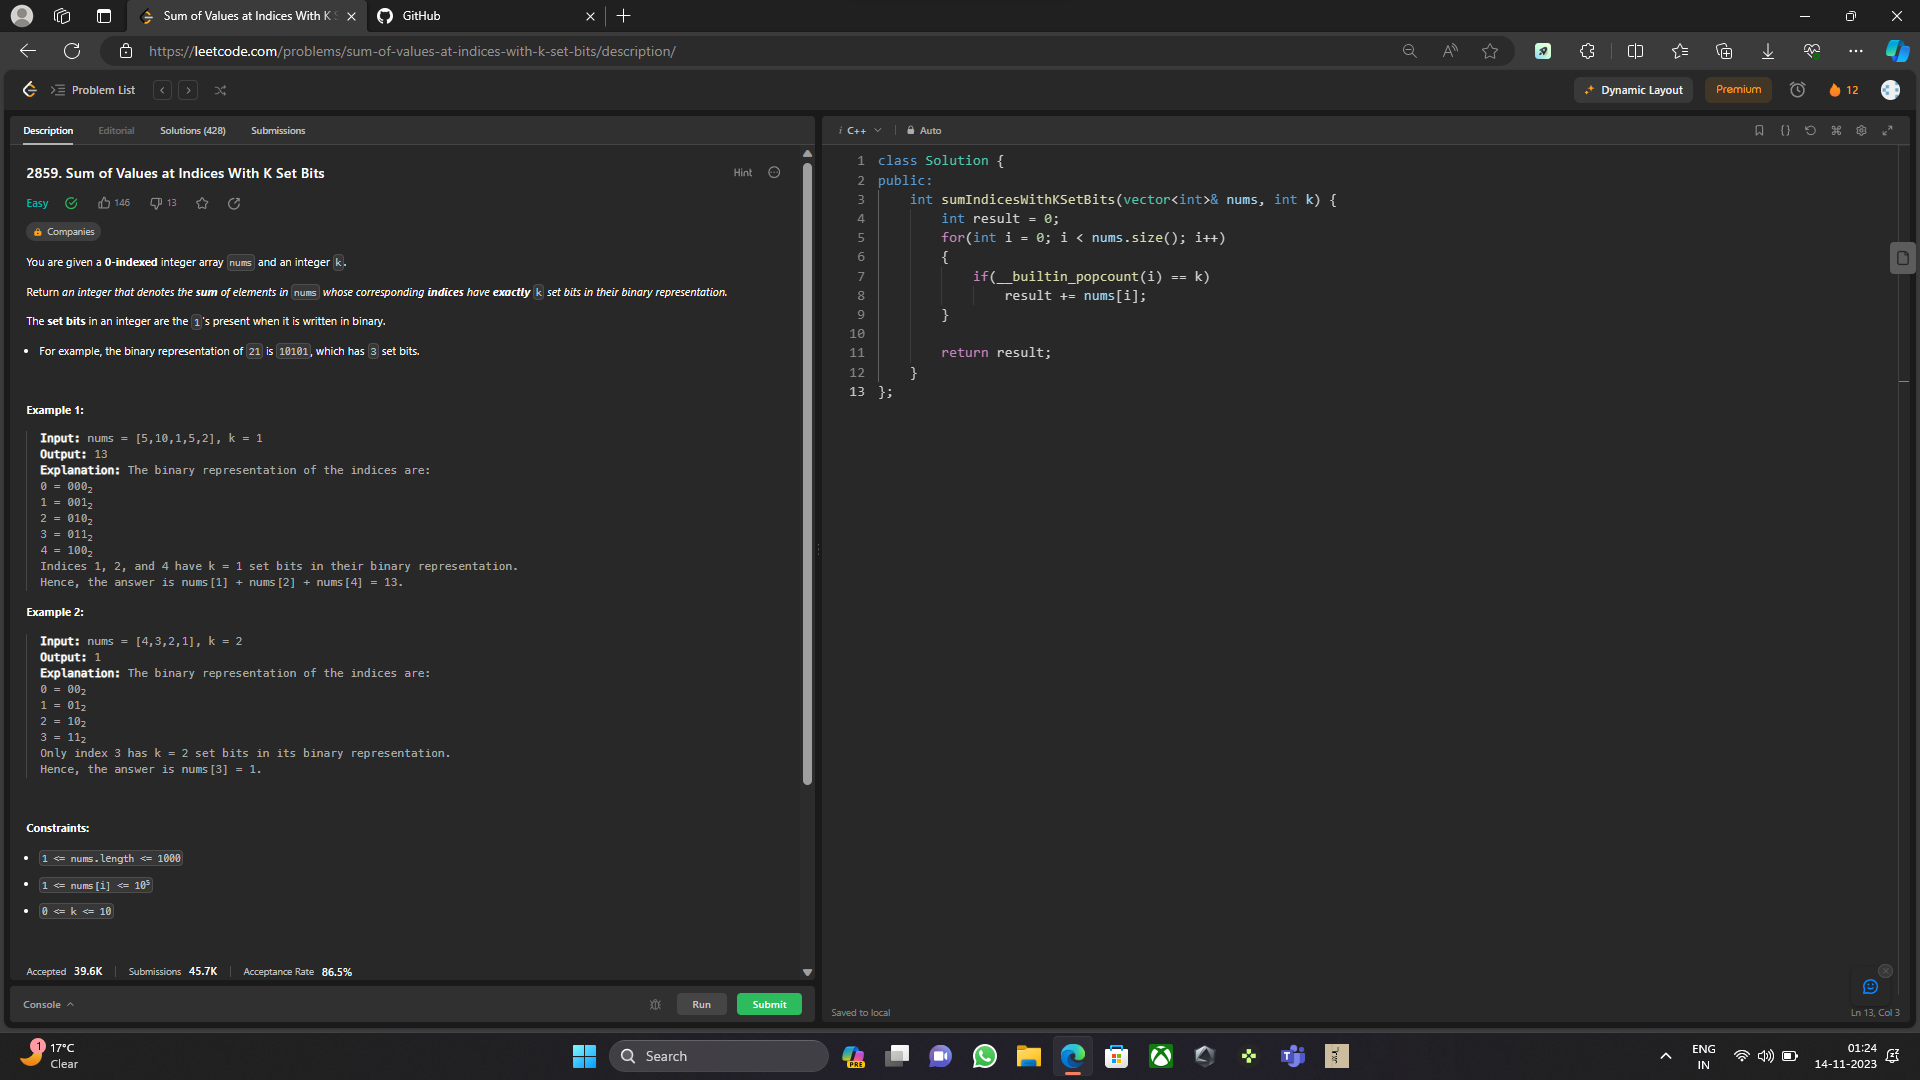 Sum of Values at Indices With K S
GitHub
https://leetcode.com/problems/sum-of-values-at-indices-with-k-set-bits/description/
Problem List
Dynamic Layout
Premium
12
Description
Editorial
Solutions (428)
Submissions
2859. Sum of Values at Indices With K Set Bits
Hint
Easy
146
13
Companies
You are given a 0-indexed integer array nums and an integer k.
Return an integer that denotes the sum of elements in nums whose corresponding indices have exactly k set bits in their binary representation.
The set bits in an integer are the 1's present when it is written in binary.
• For example, the binary representation of 21 is 10101, which has 3 set bits.
Example 1:
Input: nums = [5,10,1,5,2], k = 1
Output: 13
Explanation: The binary representation of the indices are:
0 = 000₂
1 = 001₂
2 = 010₂
3 = 011₂
4 = 100₂
Indices 1, 2, and 4 have k = 1 set bits in their binary representation.
Hence, the answer is nums[1] + nums[2] + nums[4] = 13.
Example 2:
Input: nums = [4,3,2,1], k = 2
Output: 1
Explanation: The binary representation of the indices are:
0 = 00₂
1 = 01₂
2 = 10₂
3 = 11₂
Only index 3 has k = 2 set bits in its binary representation.
Hence, the answer is nums[3] = 1.
Constraints:
• 1 <= nums.length <= 1000
• 1 <= nums[i] <= 10⁵
• 0 <= k <= 10
Accepted 39.6K
Submissions 45.7K
Acceptance Rate 86.5%
Console
Run
Submit
i C++
Auto
1 class Solution {
2 public:
3     int sumIndicesWithKSetBits(vector<int>& nums, int k) {
4         int result = 0;
5         for(int i = 0; i < nums.size(); i++)
6         {
7             if(__builtin_popcount(i) == k)
8                 result += nums[i];
9         }
10
11         return result;
12     }
13 };
Saved to local
Ln 13, Col 3
1
17°C
Clear
Search
PRE
ENG
IN
01:24
14-11-2023